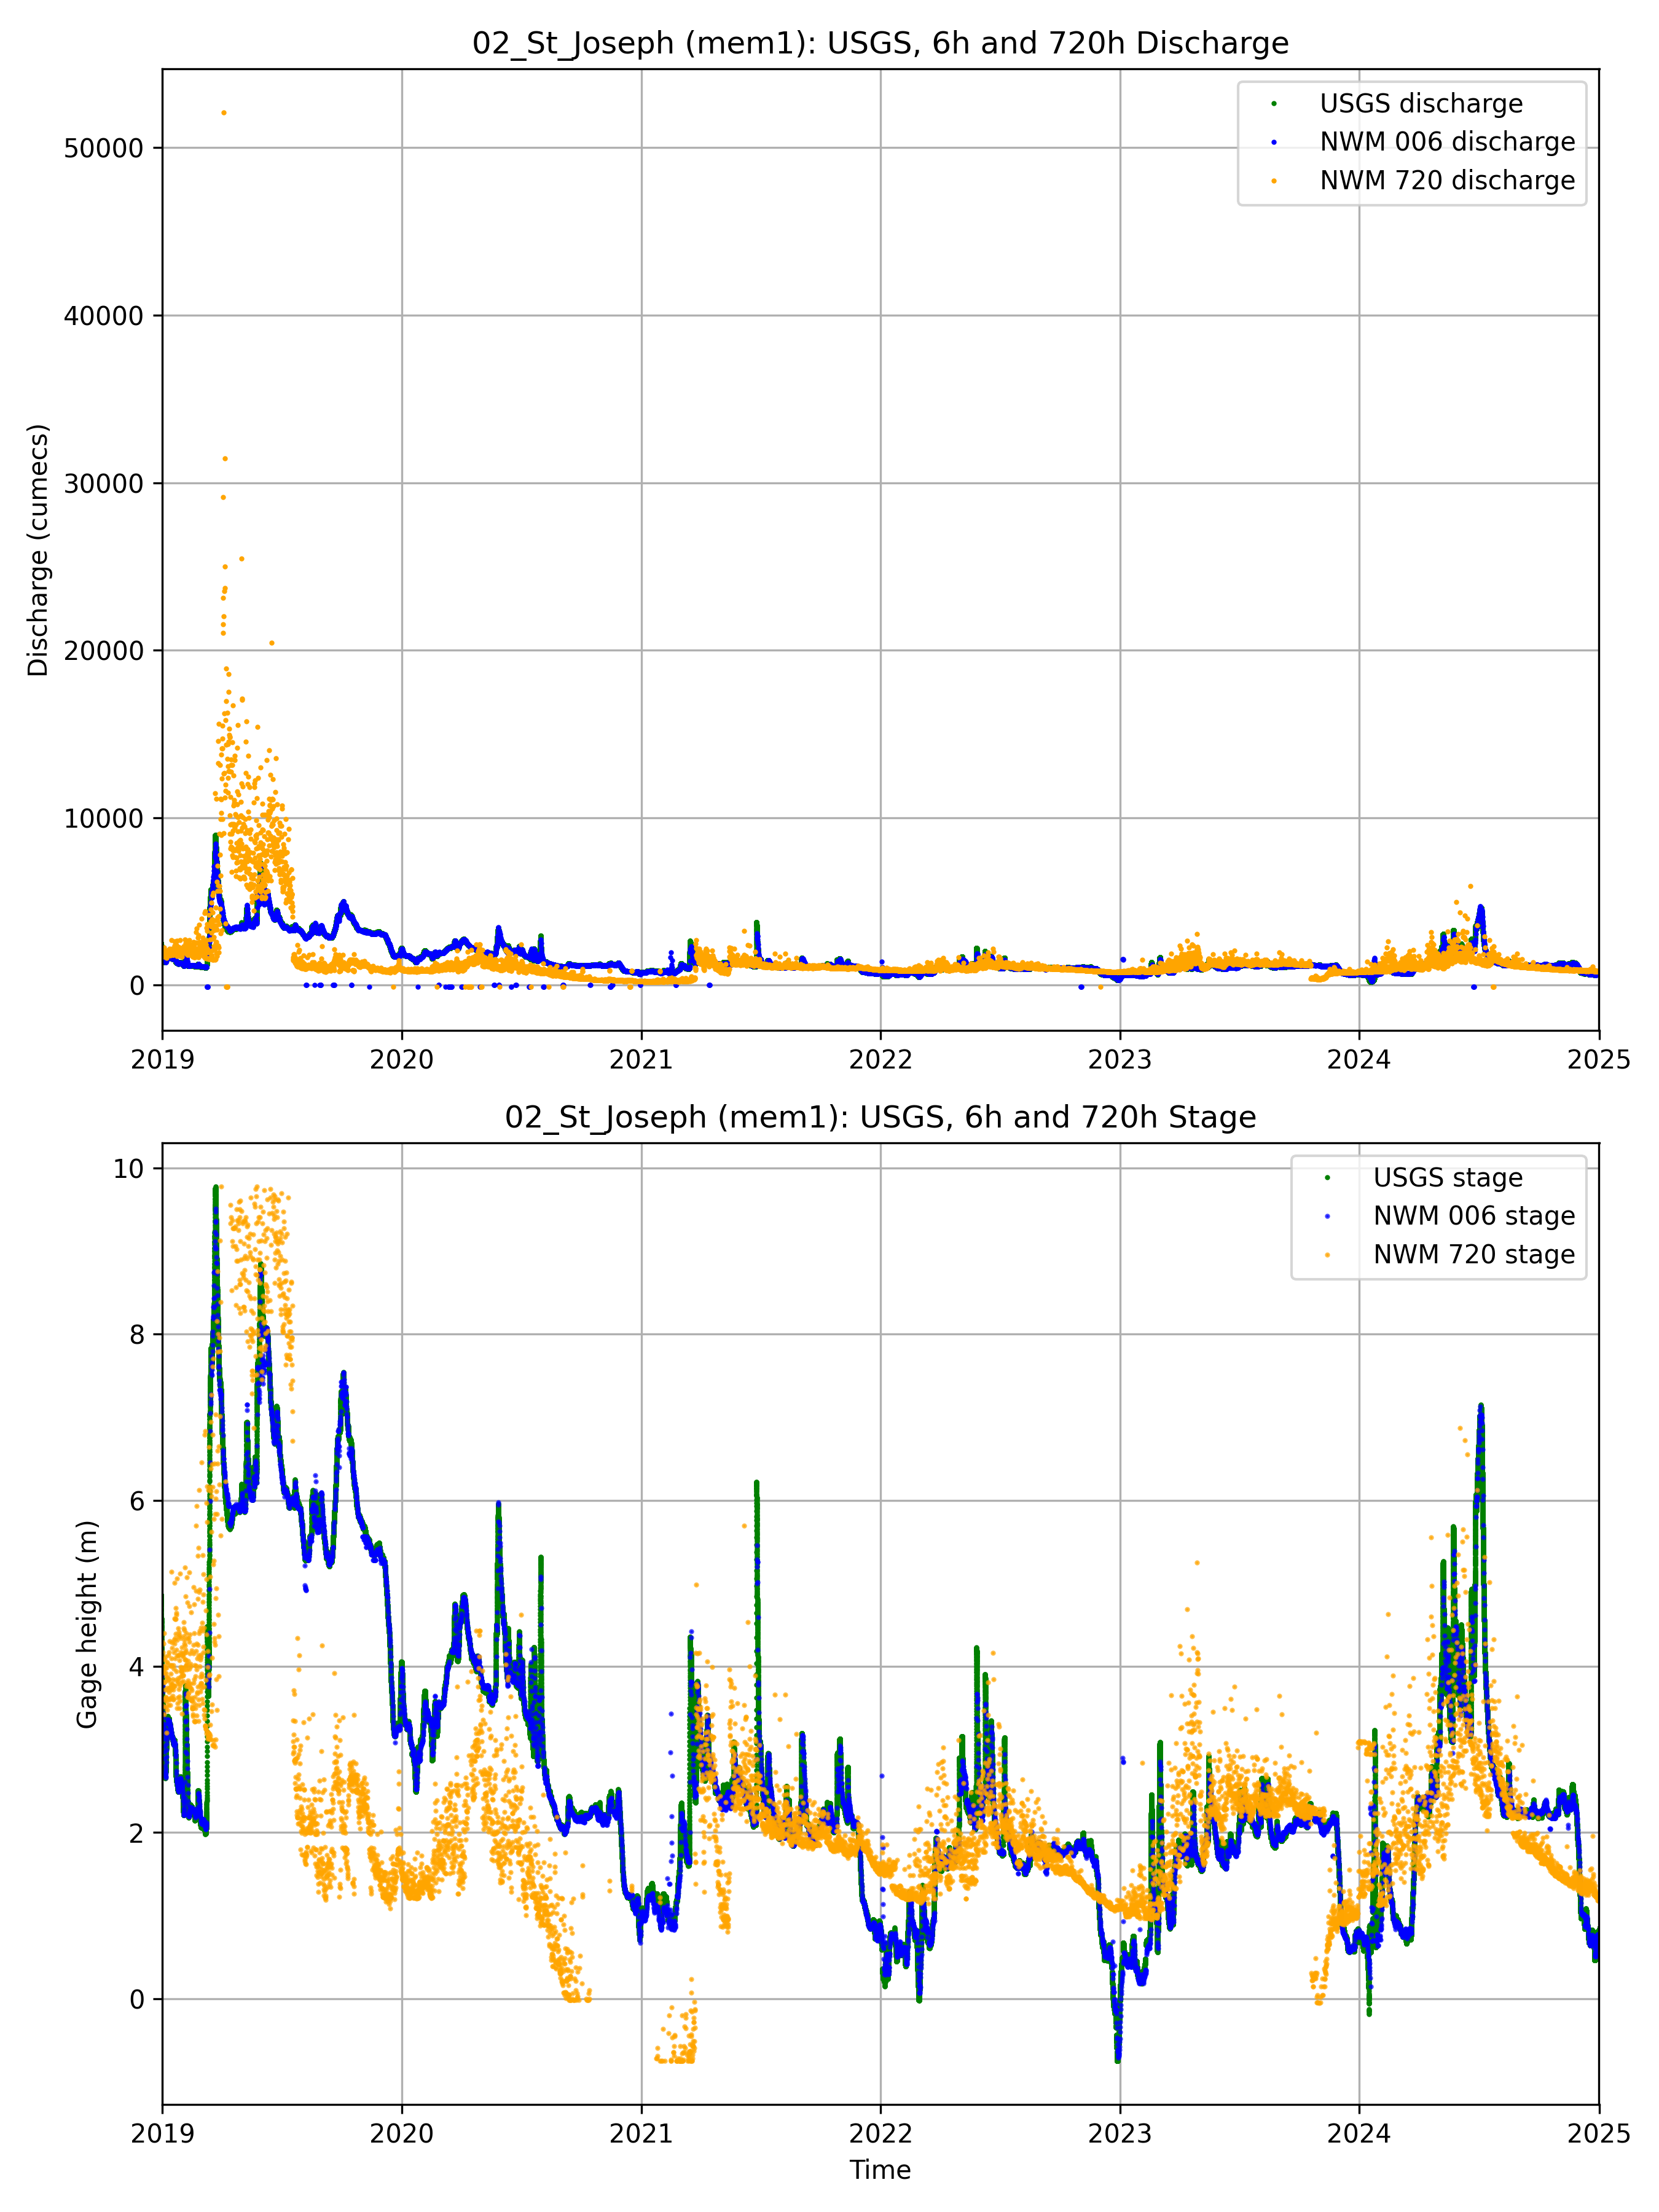 02_St_Joseph (mem1): USGS, 6h and 720h Discharge
USGS discharge
NWM 006 discharge
NWM 720 discharge
Discharge (cumecs)
50000
40000
30000
20000
10000
0
2019 2020 2021 2022 2023 2024 2025
02_St_Joseph (mem1): USGS, 6h and 720h Stage
USGS stage
NWM 006 stage
NWM 720 stage
Gage height (m)
10
8
6
4
2
0
2019 2020 2021 2022 2023 2024 2025
Time